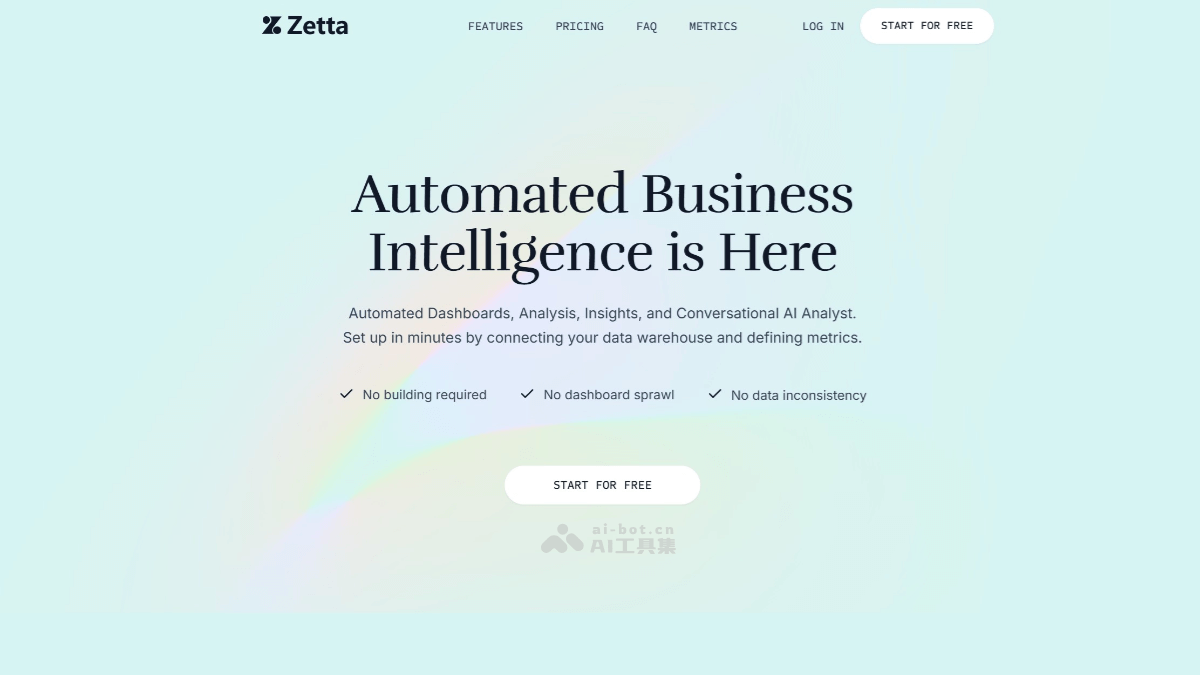 Zetta
FEATURES
PRICING
FAQ
METRICS
LOG IN
START FOR FREE
Automated Business
Intelligence is Here
Automated Dashboards, Analysis, Insights, and Conversational AI Analyst.
Set up in minutes by connecting your data warehouse and defining metrics.
No building required
No dashboard sprawl
No data inconsistency
START FOR FREE
ai-bot.cn
AI工具集